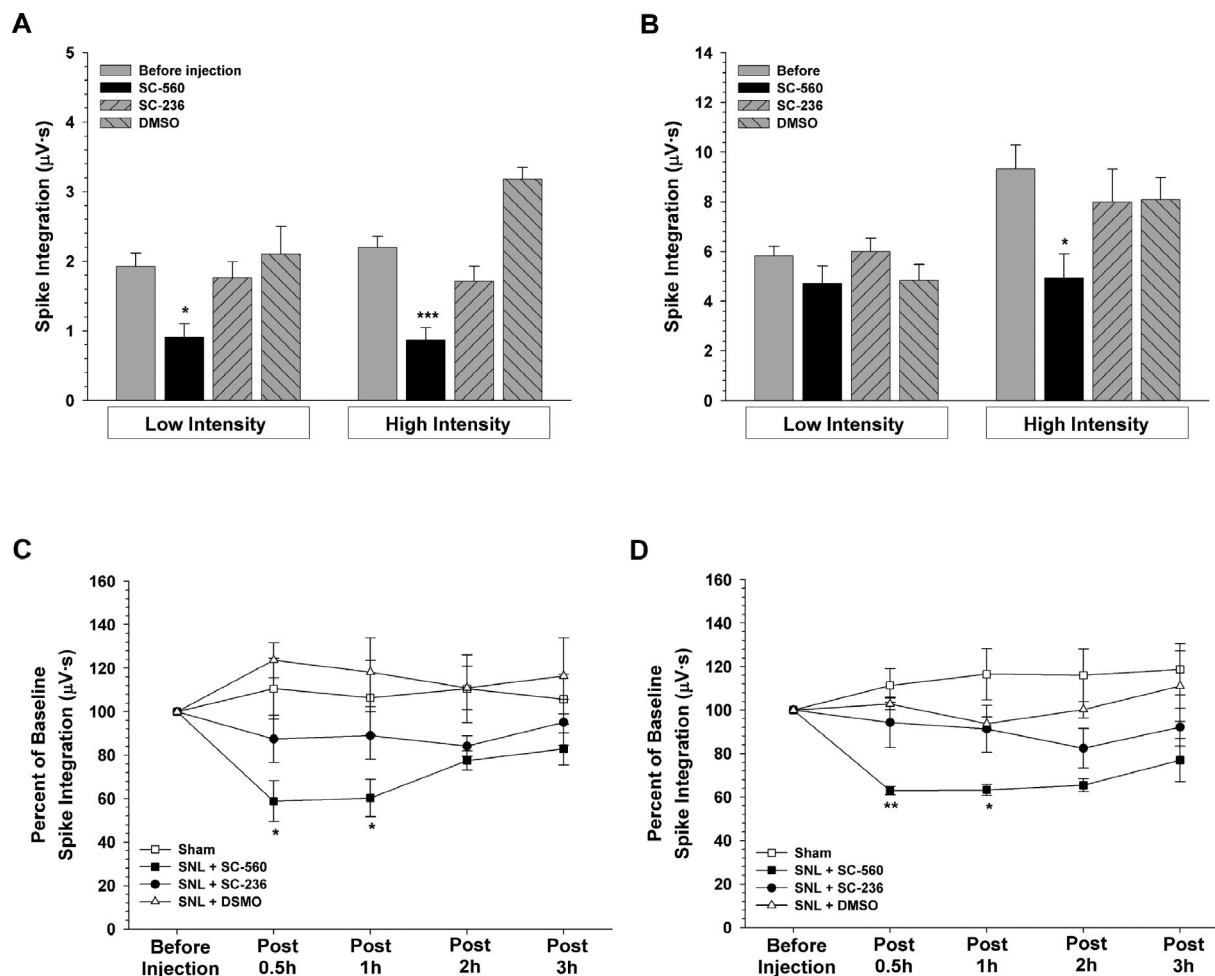 A
Spike Integration (µV·s)
5
4
3
2
1
0
Before injection
SC-560
SC-236
DMSO
*
***
Low Intensity
High Intensity
B
Spike Integration (µV·s)
14
12
10
8
6
4
2
0
Before
SC-560
SC-236
DMSO
*
Low Intensity
High Intensity
C
Percent of Baseline
Spike Integration (µV·s)
160
140
120
100
80
60
40
20
0
*
*
Sham
SNL + SC-560
SNL + SC-236
SNL + DSMO
Before Post Post Post Post
Injection 0.5h 1h 2h 3h
D
Percent of Baseline
Spike Integration (µV·s)
160
140
120
100
80
60
40
20
0
**
*
Sham
SNL + SC-560
SNL + SC-236
SNL + DMSO
Before Post Post Post Post
Injection 0.5h 1h 2h 3h